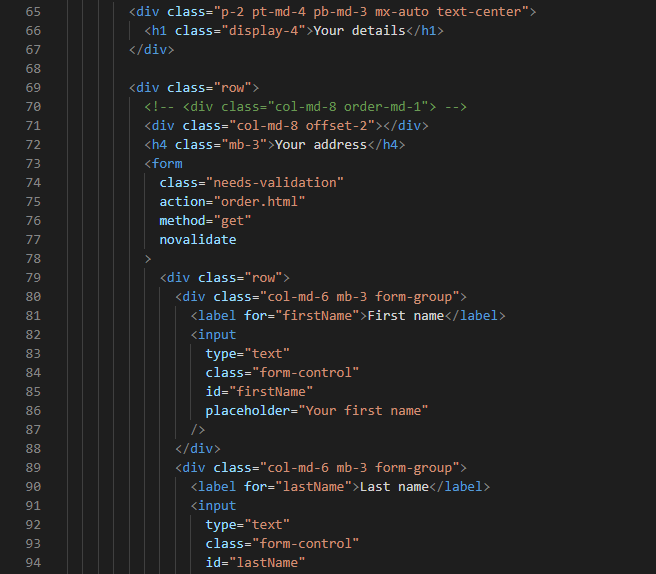 65 <div class="p-2 pt-md-4 pb-md-3 mx-auto text-center">
66 <h1 class="display-4">Your details</h1>
67 </div>
68
69 <div class="row">
70 <!-- <div class="col-md-8 order-md-1"> -->
71 <div class="col-md-8 offset-2"></div>
72 <h4 class="mb-3">Your address</h4>
73 <form
74 class="needs-validation"
75 action="order.html"
76 method="get"
77 novalidate
78 >
79 <div class="row">
80 <div class="col-md-6 mb-3 form-group">
81 <label for="firstName">First name</label>
82 <input
83 type="text"
84 class="form-control"
85 id="firstName"
86 placeholder="Your first name"
87 />
88 </div>
89 <div class="col-md-6 mb-3 form-group">
90 <label for="lastName">Last name</label>
91 <input
92 type="text"
93 class="form-control"
94 id="lastName"